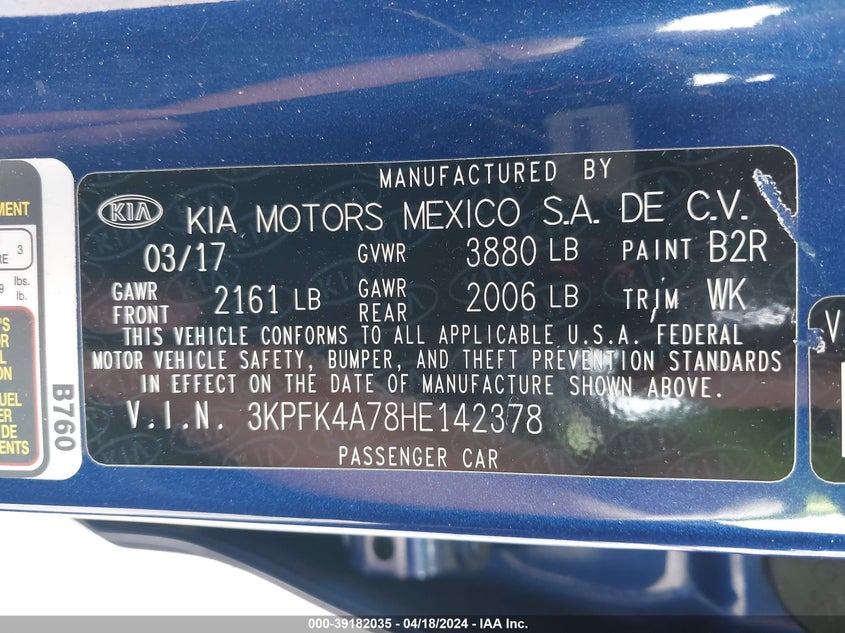 MANUFACTURED BY
KIA KIA MOTORS MEXICO S.A. DE C.V.
03/17 GVWR 3880 LB PAINT B2R
GAWR FRONT 2161 LB GAWR REAR 2006 LB TRIM WK
THIS VEHICLE CONFORMS TO ALL APPLICABLE U.S.A. FEDERAL
MOTOR VEHICLE SAFETY, BUMPER, AND THEFT PREVENTION STANDARDS
IN EFFECT ON THE DATE OF MANUFACTURE SHOWN ABOVE.
V.I.N. 3KPFK4A78HE142378
PASSENGER CAR
B760
3
lbs.
lb.
V
000-39182035 - 04/18/2024 - IAA Inc.